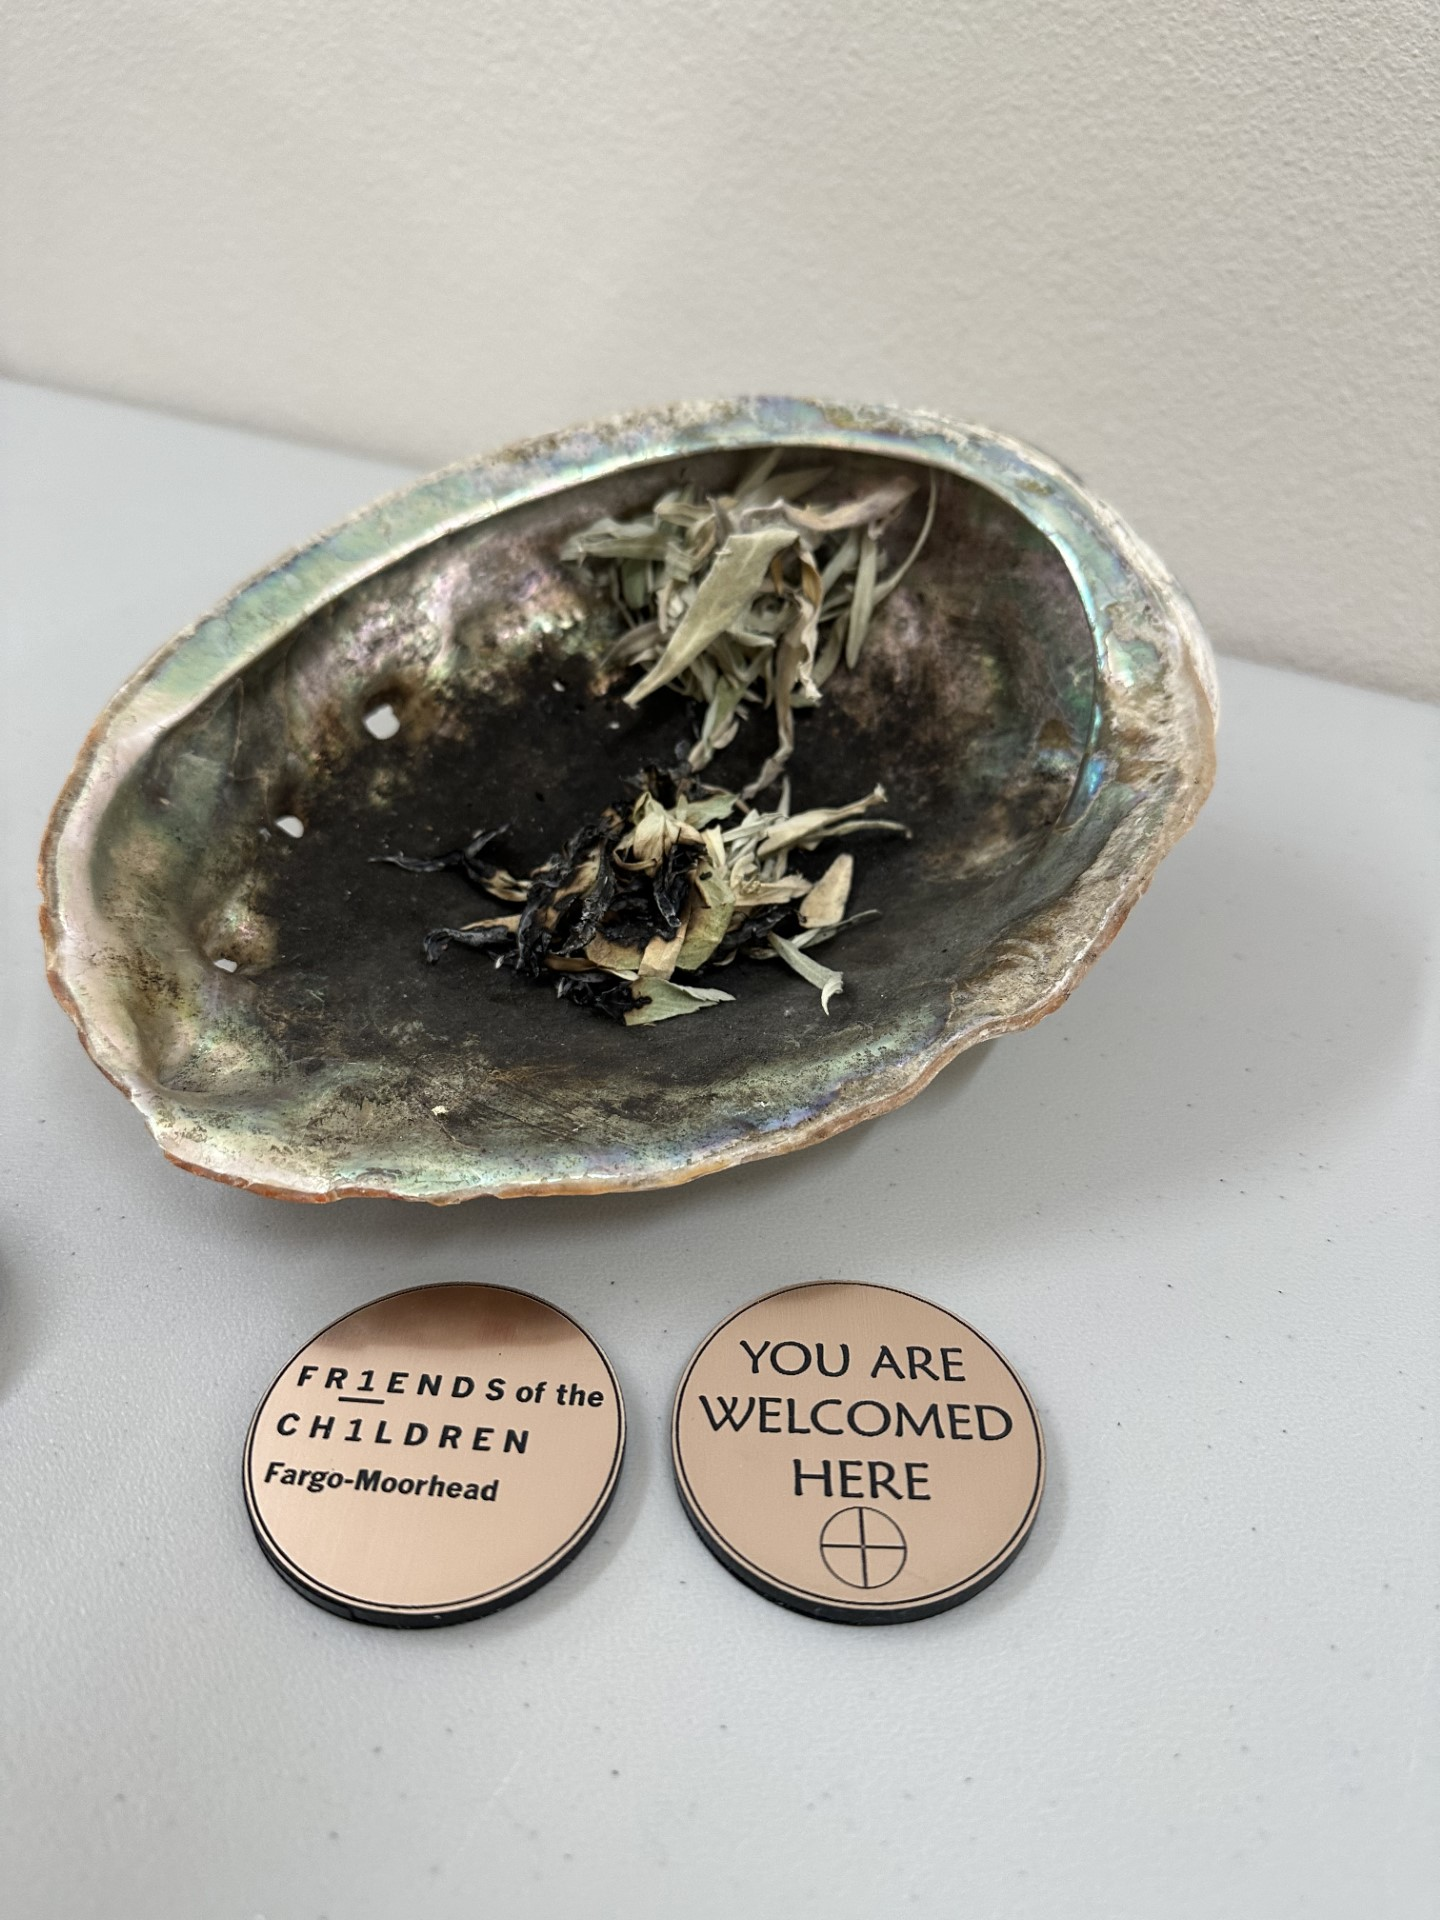 FR1ENDS of the
CH1LDREN
Fargo-Moorhead
YOU ARE
WELCOMED
HERE